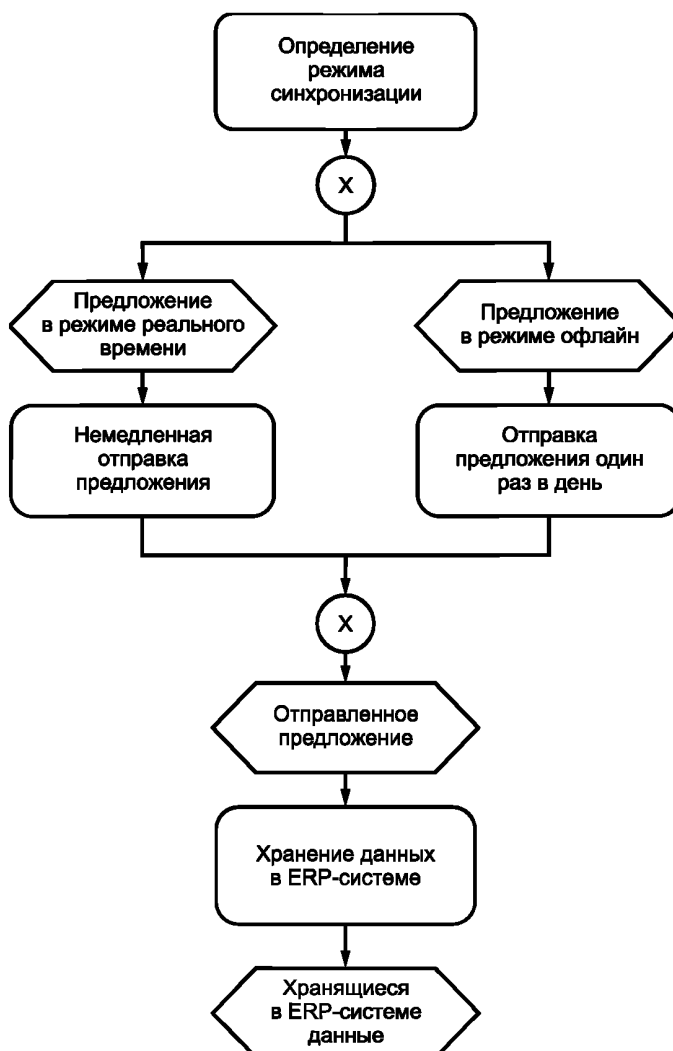 Определение
режима
синхронизации
X
Предложение
в режиме реального
времени
Предложение
в режиме офлайн
Немедленная
отправка
предложения
Отправка
предложения один
раз в день
X
Отправленное
предложение
Хранение данных
в ERP-системе
Хранящиеся
в ERP-системе
данные